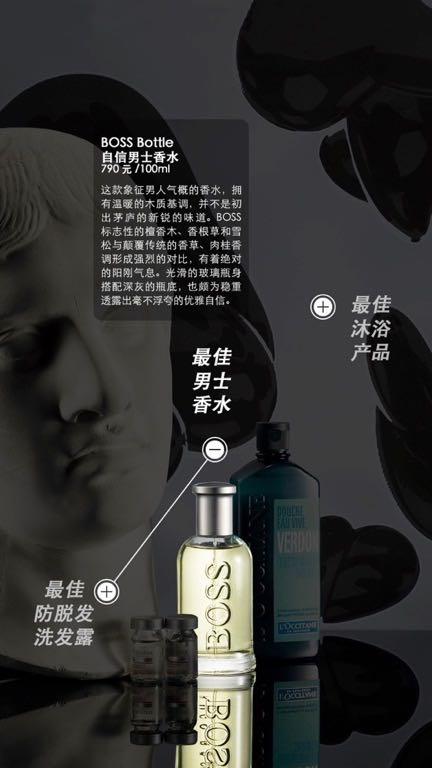 BOSS Bottle
自信男士香水
790 元 /100ml
这款象征男人气概的香水，拥
有温暖的木质基调，并不是初
出茅庐的新锐的味道。BOSS
标志性的檀香木、香根草和雪
松与颠覆传统的香草、肉桂香
调形成强烈的对比，有着绝对
的阳刚气息。光滑的玻璃瓶身
搭配深灰的瓶底，也颇为稳重
透露出毫不浮夸的优雅自信。
最佳
沐浴
产品
最佳
男士
香水
最佳
防脱发
洗发露
BOSS
DOUCHE
EAU VIVE
VERDON
L'OCCITANE